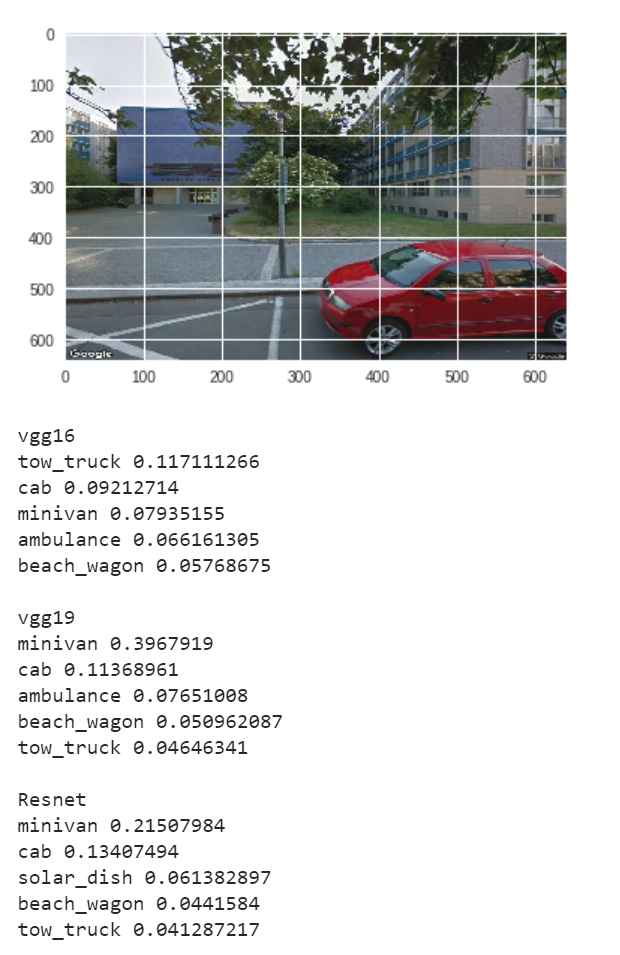 0
100
200
300
400
500
600
Google
0 100 200 300 400 500 600
vgg16
tow_truck 0.117111266
cab 0.09212714
minivan 0.07935155
ambulance 0.066161305
beach_wagon 0.05768675
vgg19
minivan 0.3967919
cab 0.11368961
ambulance 0.07651008
beach_wagon 0.050962087
tow_truck 0.04646341
Resnet
minivan 0.21507984
cab 0.13407494
solar_dish 0.061382897
beach_wagon 0.0441584
tow_truck 0.041287217